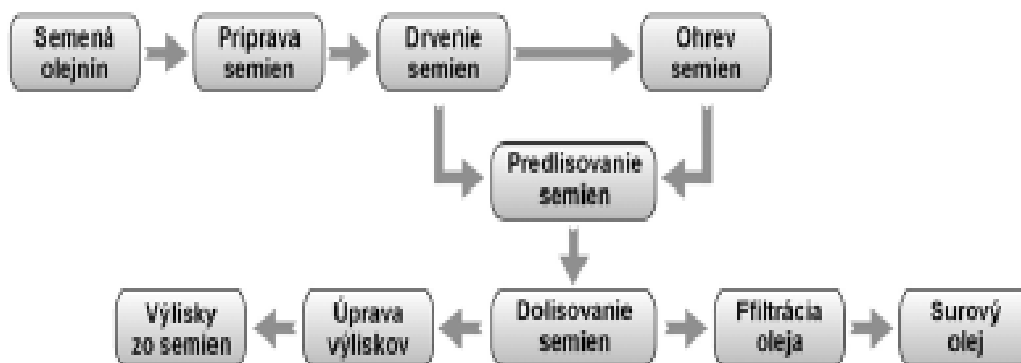 Semená
olejnín
Príprava
semien
Drvenie
semien
Ohrev
semien
Predlisovanie
semien
Výlisky
zo semien
Úprava
výliskov
Dolisovanie
semien
Ffiltrácia
oleja
Surový
olej